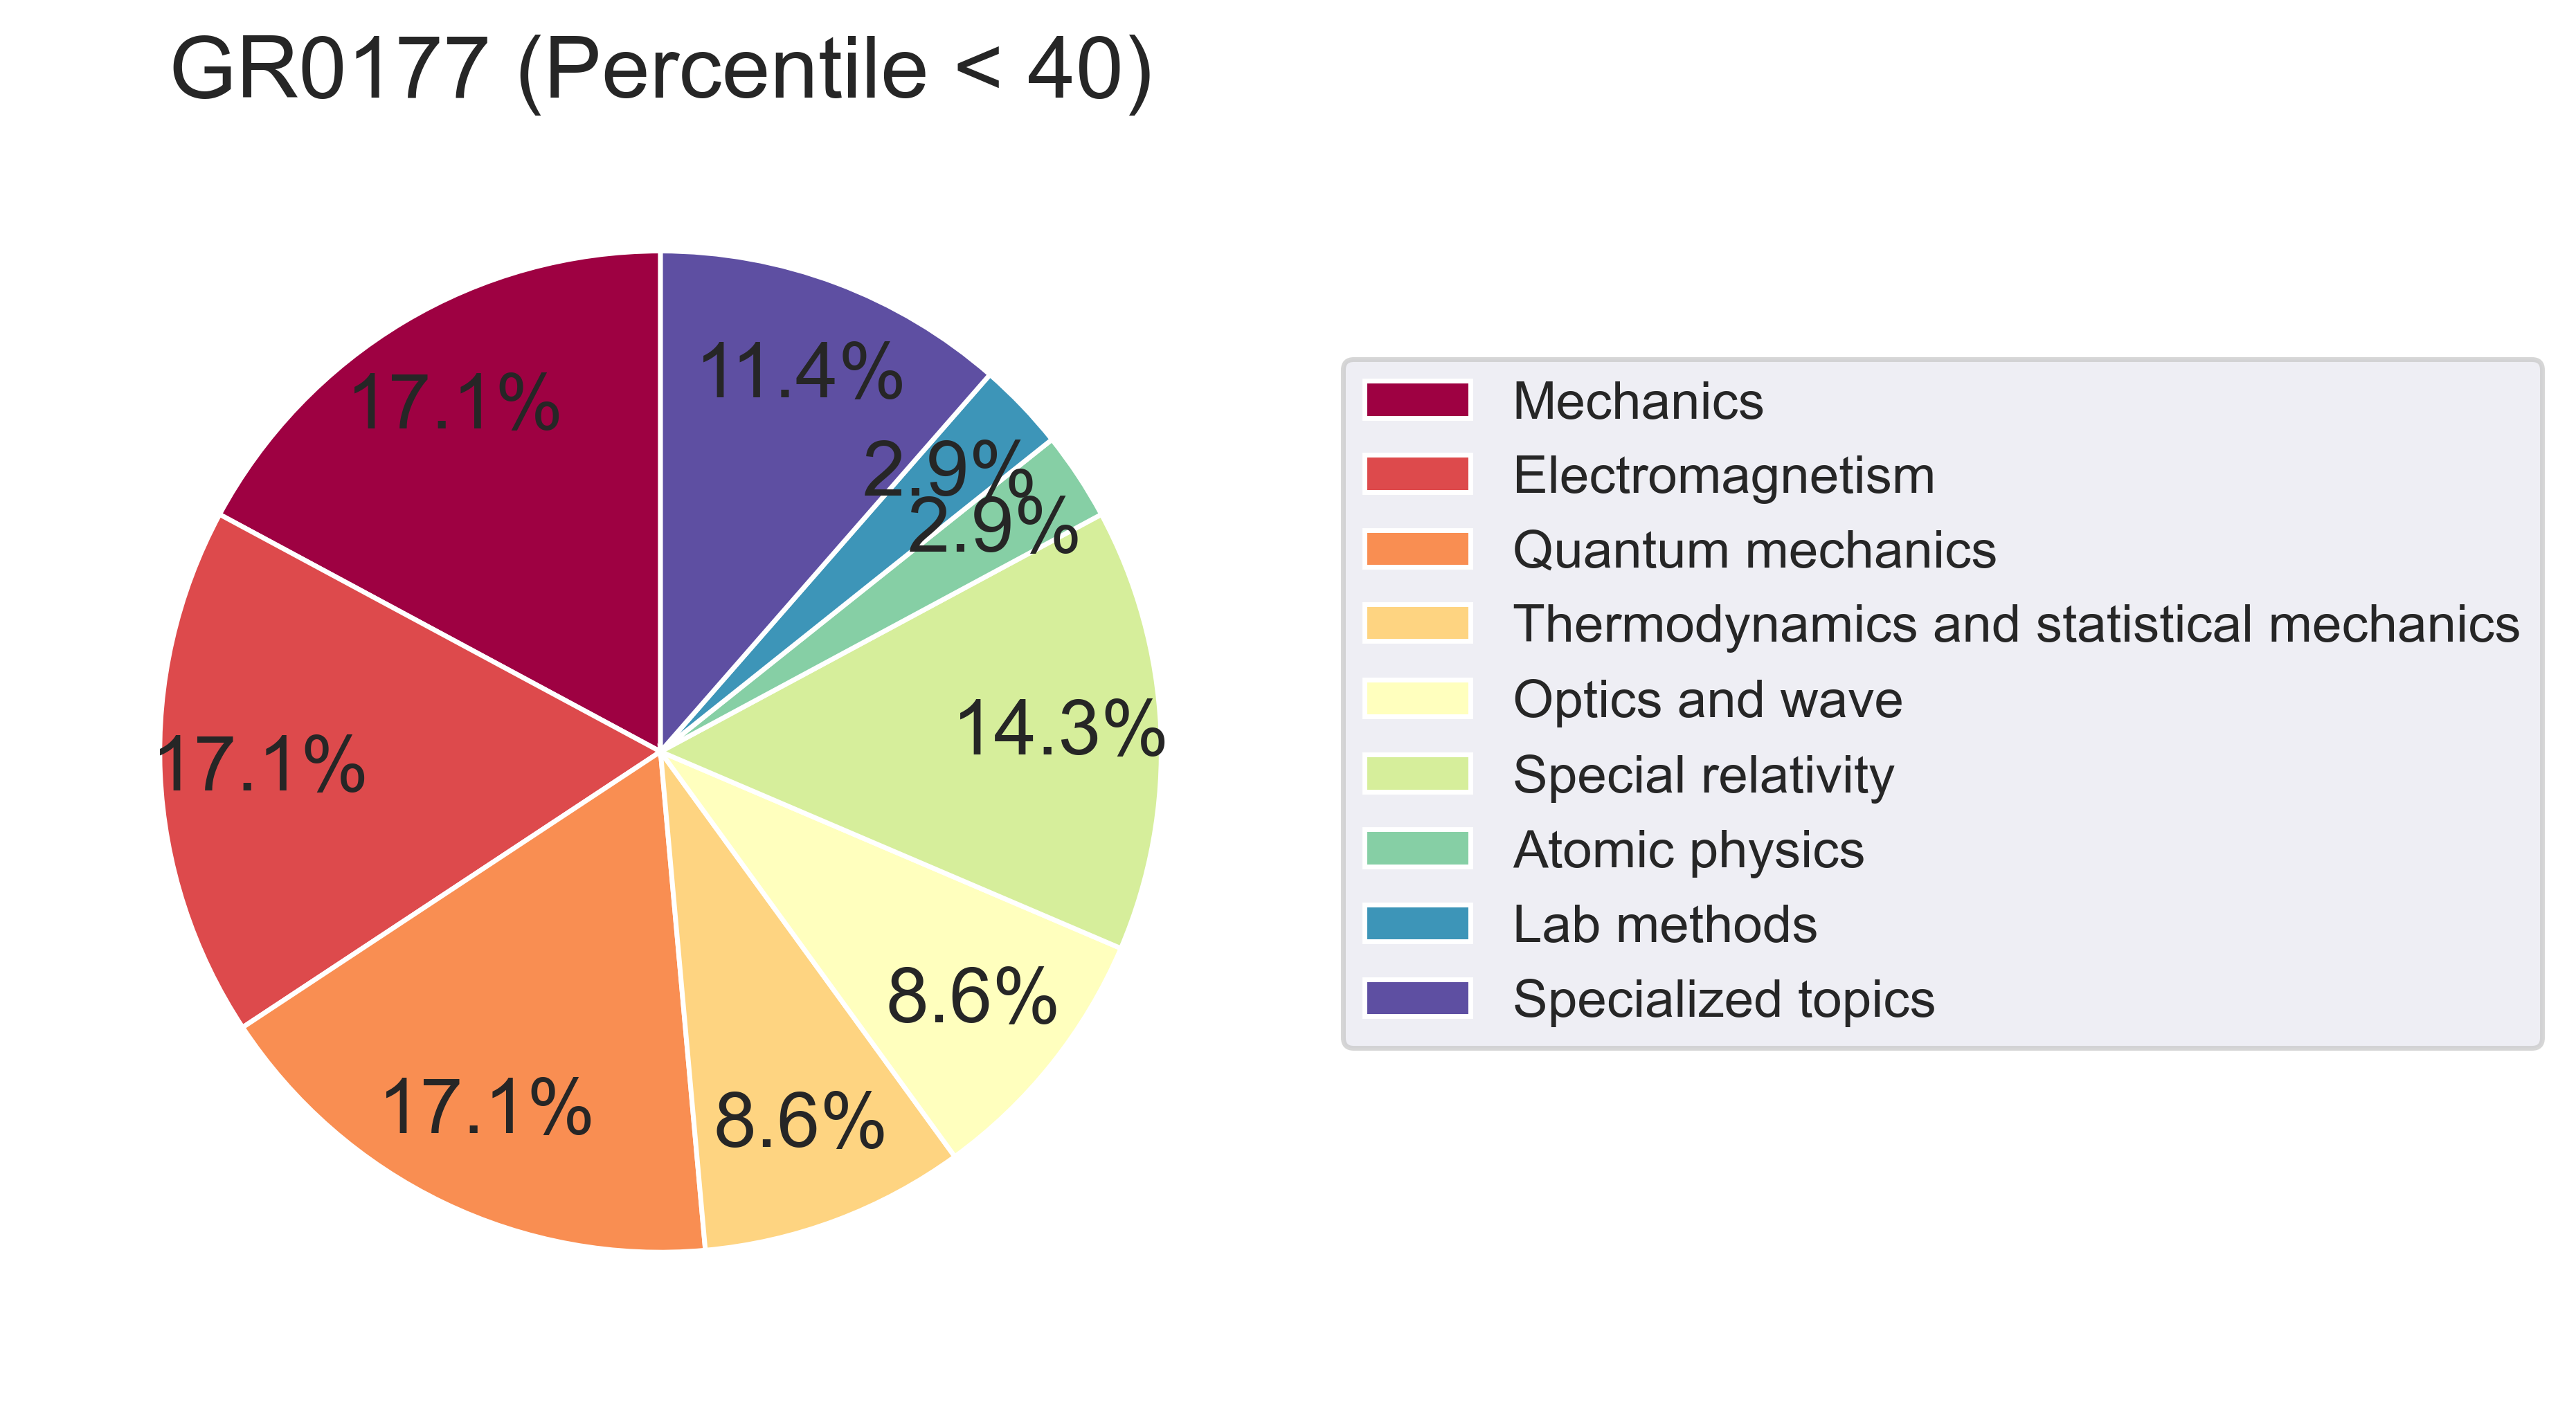 GR0177 (Percentile < 40)
17.1%
11.4%
2.9%
2.9%
14.3%
17.1%
8.6%
17.1%
8.6%
Mechanics
Electromagnetism
Quantum mechanics
Thermodynamics and statistical mechanics
Optics and wave
Special relativity
Atomic physics
Lab methods
Specialized topics